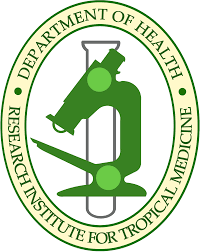 DEPARTMENT OF HEALTH
RESEARCH INSTITUTE FOR TROPICAL MEDICINE